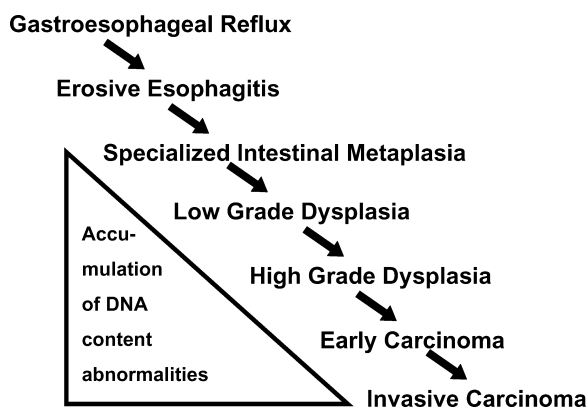 Gastroesophageal Reflux
Erosive Esophagitis
Specialized Intestinal Metaplasia
Low Grade Dysplasia
High Grade Dysplasia
Early Carcinoma
Invasive Carcinoma
Accu-
mulation
of DNA
content
abnormalities